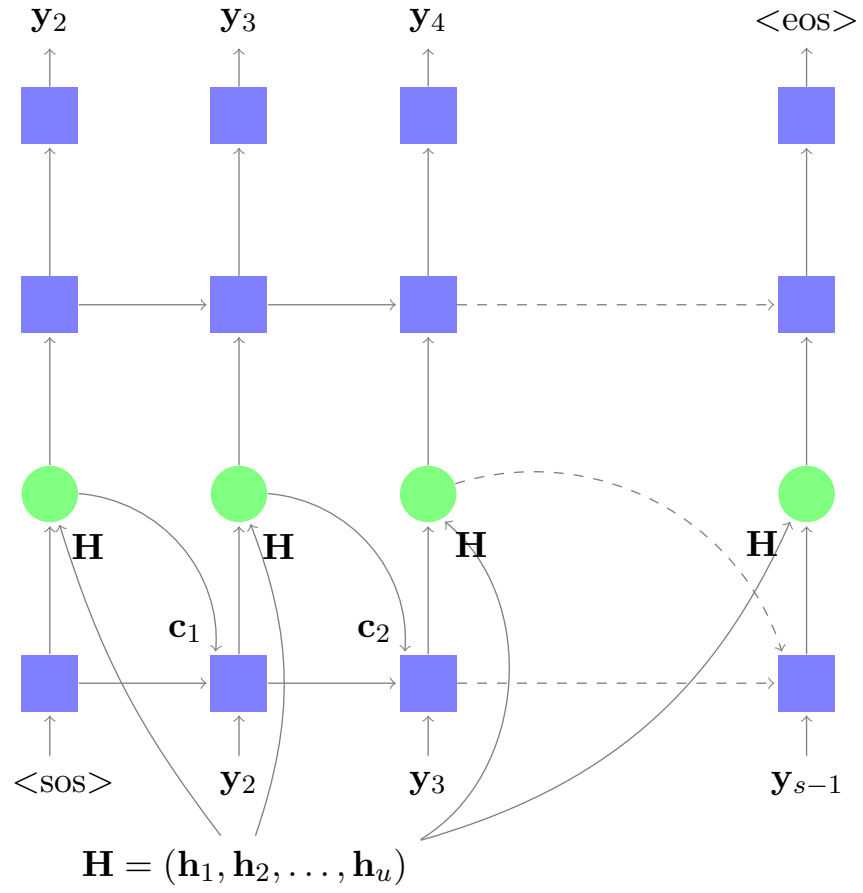 y₂ y₃ y₄ <eos>
H H H H
c₁ c₂
<sos> y₂ y₃ yₛ₋₁
H = (h₁, h₂, . . . , hᵤ)